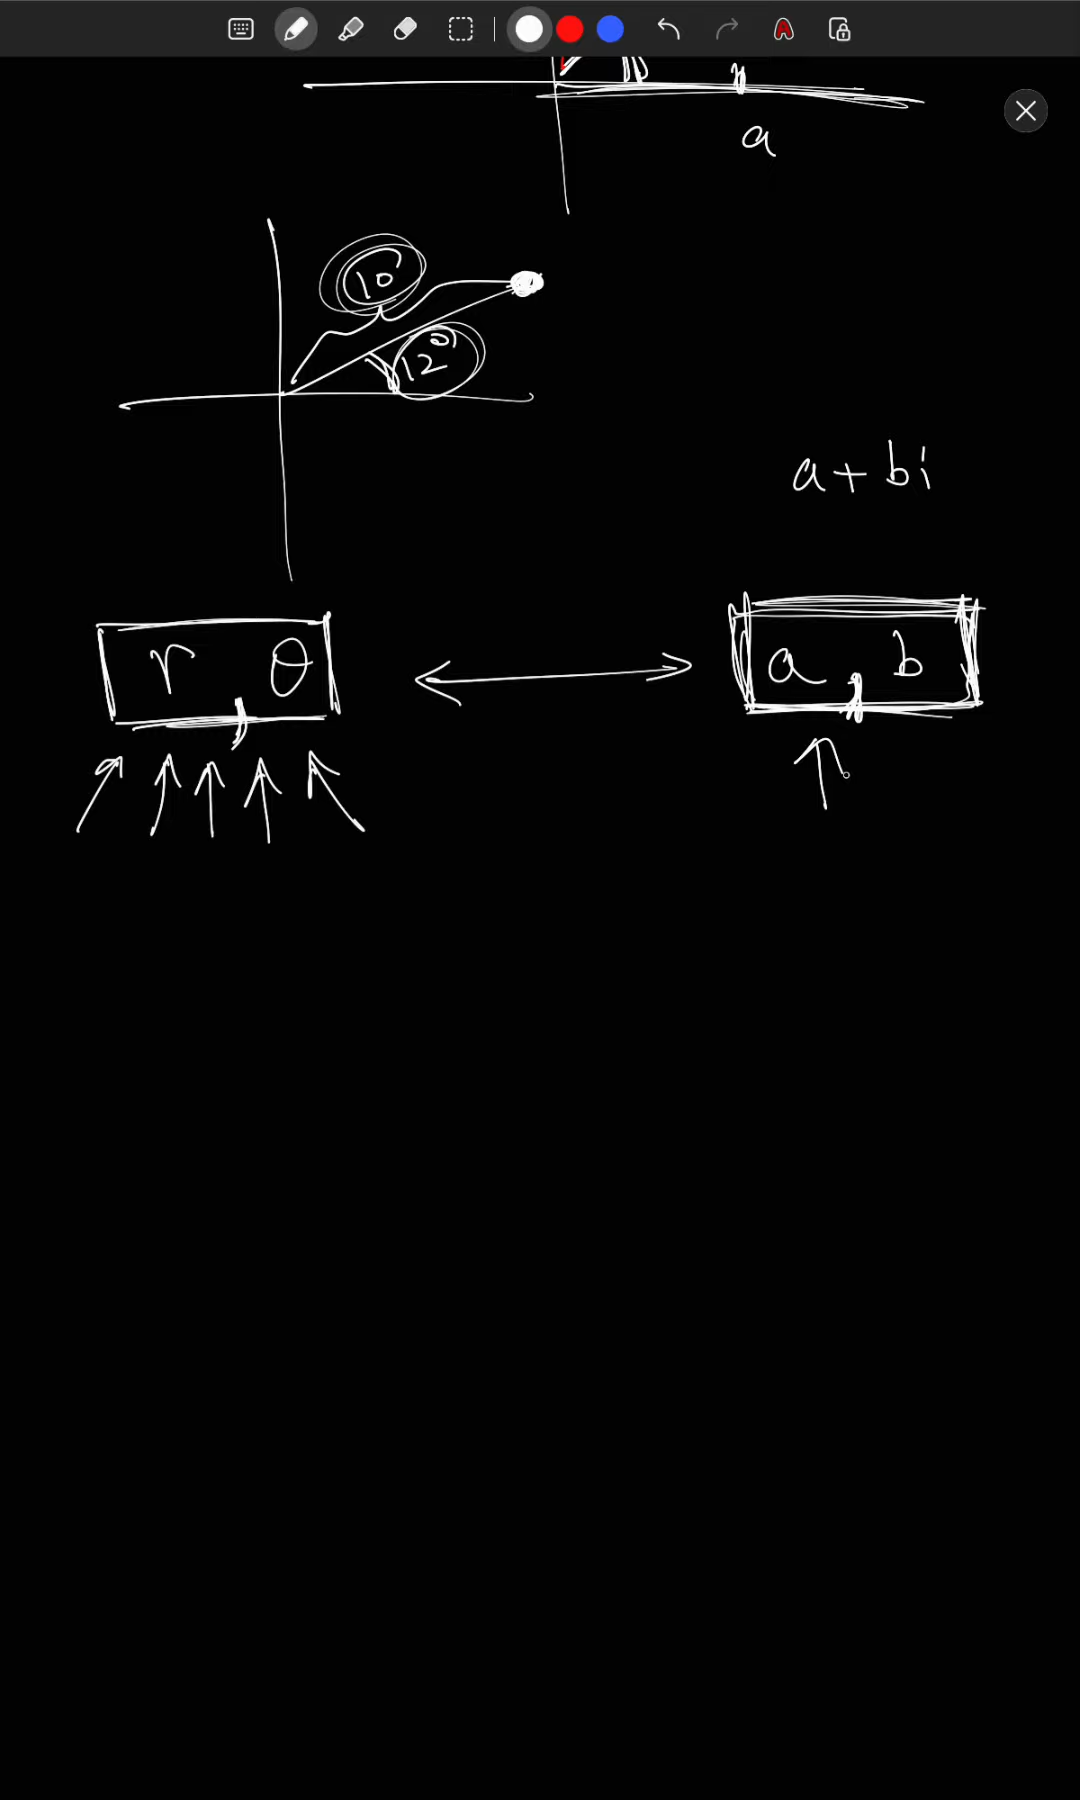 a
10
12°
a + bi
r, θ
a, b